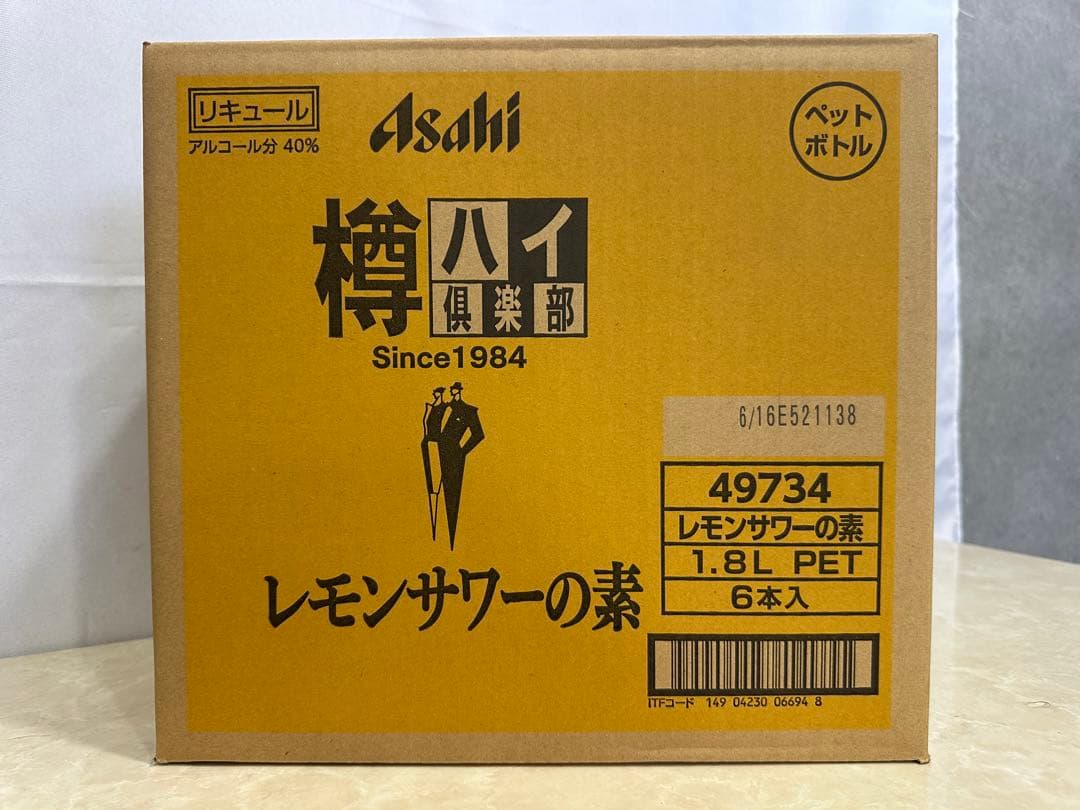 リキュール
アルコール分 40%
Asahi
ペット
ボトル
樽ハイ
倶楽部
Since1984
6/16E521138
49734
レモンサワーの素
1.8L PET
6本入
レモンサワーの素
ITFコード 149 04230 06694 8